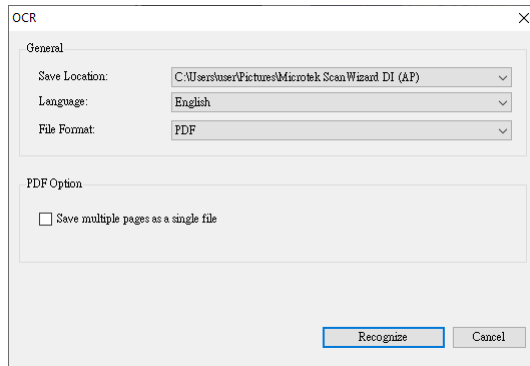 OCR
General
Save Location: C:\Users\user\Pictures\Microtek ScanWizard DI (AP)
Language: English
File Format: PDF
PDF Option
Save multiple pages as a single file
Recognize Cancel